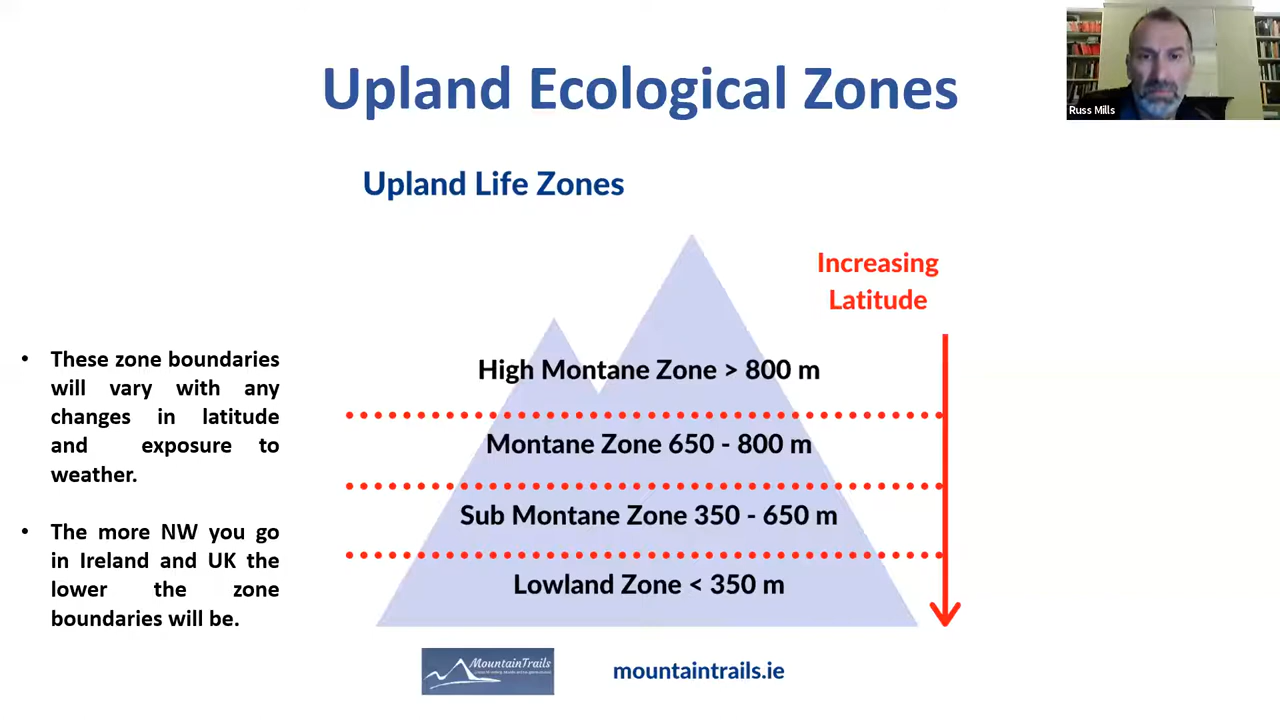 Upland Ecological Zones
Russ Mills
Upland Life Zones
Increasing
Latitude
• These zone boundaries
will vary with any
changes in latitude
and exposure to
weather.
• The more NW you go
in Ireland and UK the
lower the zone
boundaries will be.
High Montane Zone > 800 m
Montane Zone 650 - 800 m
Sub Montane Zone 350 - 650 m
Lowland Zone < 350 m
MountainTrails
mountaintrails.ie